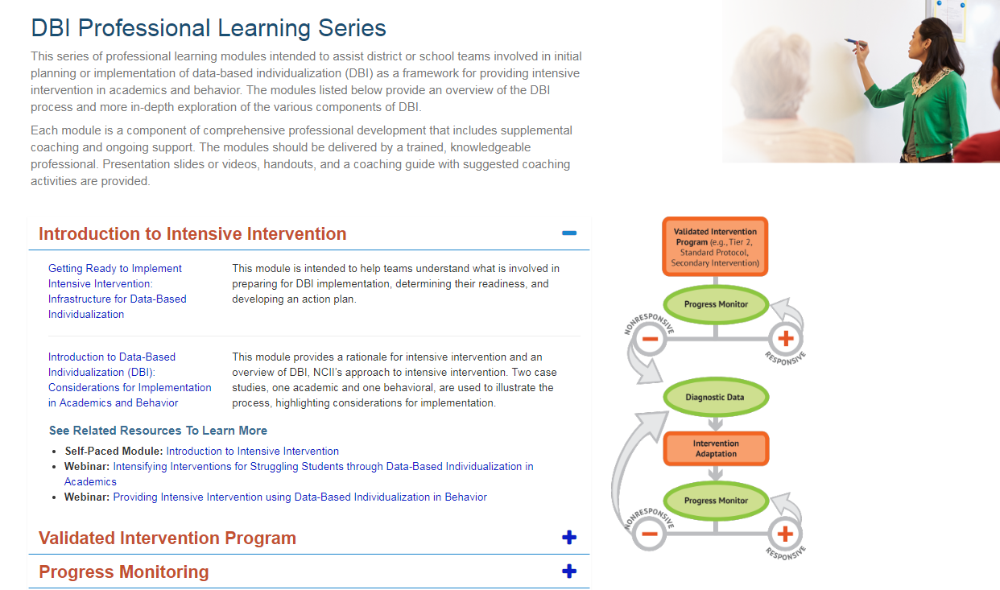 DBI Professional Learning Series
This series of professional learning modules intended to assist district or school teams involved in initial
planning or implementation of data-based individualization (DBI) as a framework for providing intensive
intervention in academics and behavior. The modules listed below provide an overview of the DBI
process and more in-depth exploration of the various components of DBI.
Each module is a component of comprehensive professional development that includes supplemental
coaching and ongoing support. The modules should be delivered by a trained, knowledgeable
professional. Presentation slides or videos, handouts, and a coaching guide with suggested coaching
activities are provided.
Introduction to Intensive Intervention
Getting Ready to Implement
Intensive Intervention:
Infrastructure for Data-Based
Individualization
This module is intended to help teams understand what is involved in
preparing for DBI implementation, determining their readiness, and
developing an action plan.
Introduction to Data-Based
Individualization (DBI):
Considerations for Implementation
in Academics and Behavior
This module provides a rationale for intensive intervention and an
overview of DBI, NCII's approach to intensive intervention. Two case
studies, one academic and one behavioral, are used to illustrate the
process, highlighting considerations for implementation.
See Related Resources To Learn More
• Self-Paced Module: Introduction to Intensive Intervention
• Webinar: Intensifying Interventions for Struggling Students through Data-Based Individualization in
Academics
• Webinar: Providing Intensive Intervention using Data-Based Individualization in Behavior
Validated Intervention Program
Progress Monitoring
Validated Intervention
Program (e.g., Tier 2,
Standard Protocol,
Secondary Intervention)
Progress Monitor
NONRESPONSIVE
RESPONSIVE
Diagnostic Data
Intervention
Adaptation
Progress Monitor
NONRESPONSIVE
RESPONSIVE